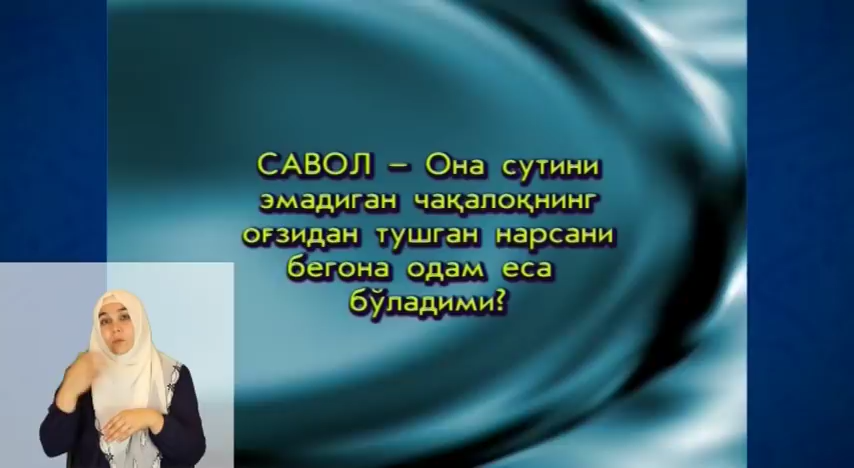 САВОЛ – Она сутини
эмадиган чақалоқнинг
оғзидан тушган нарсани
бегона одам еса
бўладими?